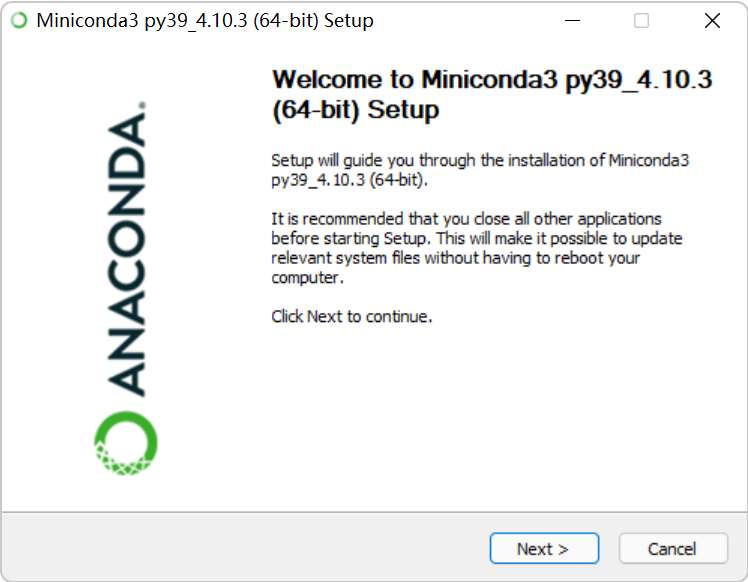 Miniconda3 py39_4.10.3 (64-bit) Setup
Welcome to Miniconda3 py39_4.10.3
(64-bit) Setup
ANACONDA.
Setup will guide you through the installation of Miniconda3
py39_4.10.3 (64-bit).
It is recommended that you close all other applications
before starting Setup. This will make it possible to update
relevant system files without having to reboot your
computer.
Click Next to continue.
Next >
Cancel